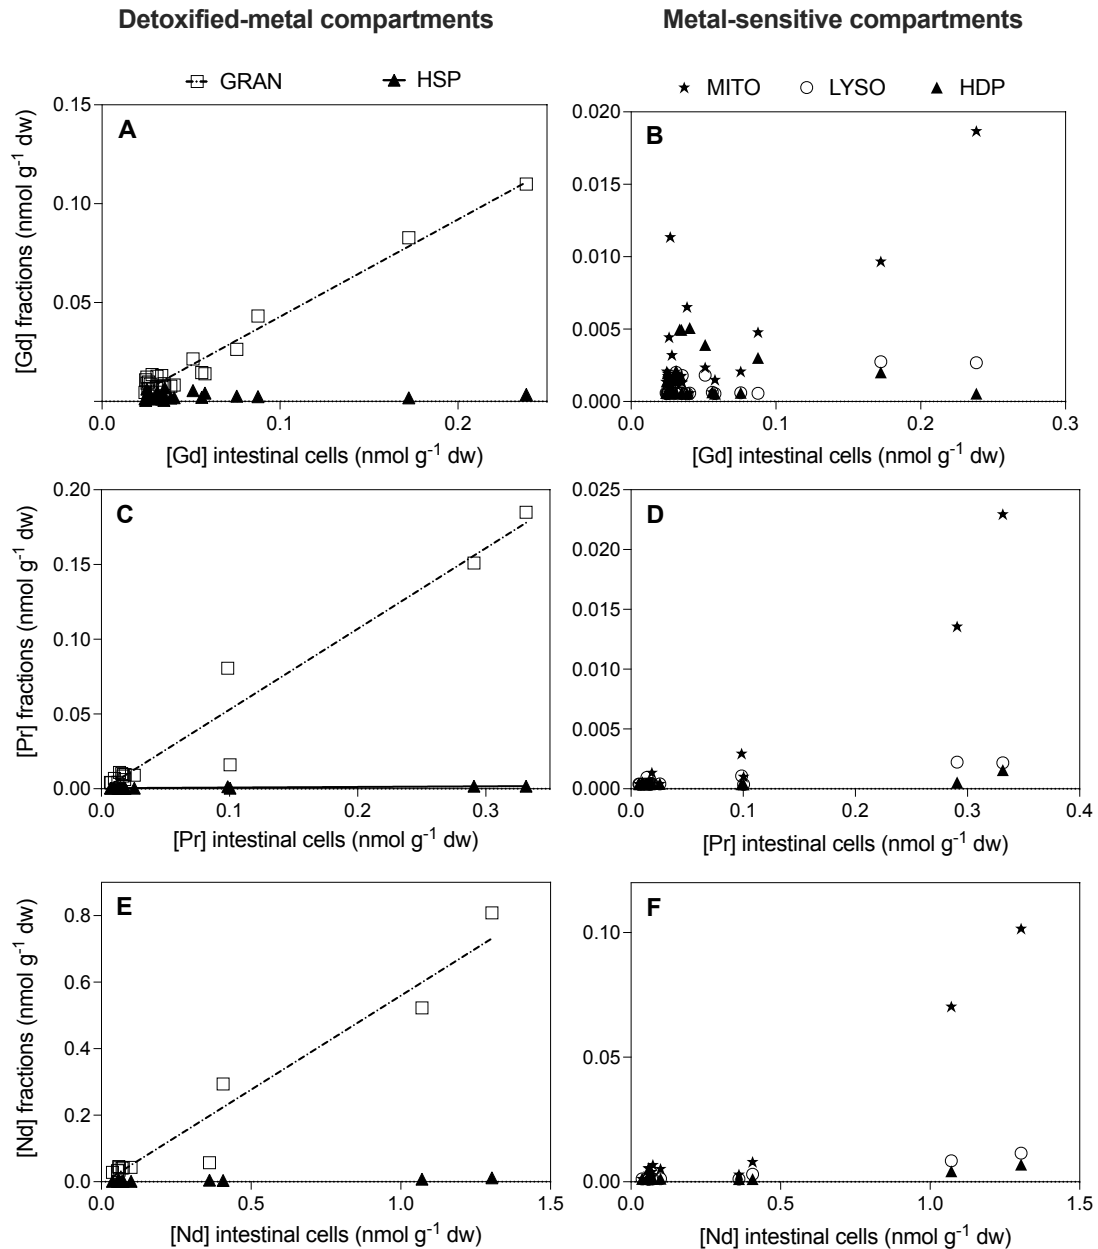 Detoxified-metal compartments
Metal-sensitive compartments
GRAN HSP
MITO LYSO HDP
A
[Gd] fractions (nmol g⁻¹ dw)
0.15
0.10
0.05
0.0 0.1 0.2
[Gd] intestinal cells (nmol g⁻¹ dw)
B
0.020
0.015
0.010
0.005
0.000
0.0 0.1 0.2 0.3
[Gd] intestinal cells (nmol g⁻¹ dw)
C
[Pr] fractions (nmol g⁻¹ dw)
0.20
0.15
0.10
0.05
0.00
0.0 0.1 0.2 0.3
[Pr] intestinal cells (nmol g⁻¹ dw)
D
0.025
0.020
0.015
0.010
0.005
0.000
0.0 0.1 0.2 0.3 0.4
[Pr] intestinal cells (nmol g⁻¹ dw)
E
[Nd] fractions (nmol g⁻¹ dw)
0.8
0.6
0.4
0.2
0.0
0.0 0.5 1.0 1.5
[Nd] intestinal cells (nmol g⁻¹ dw)
F
0.10
0.05
0.00
0.0 0.5 1.0 1.5
[Nd] intestinal cells (nmol g⁻¹ dw)